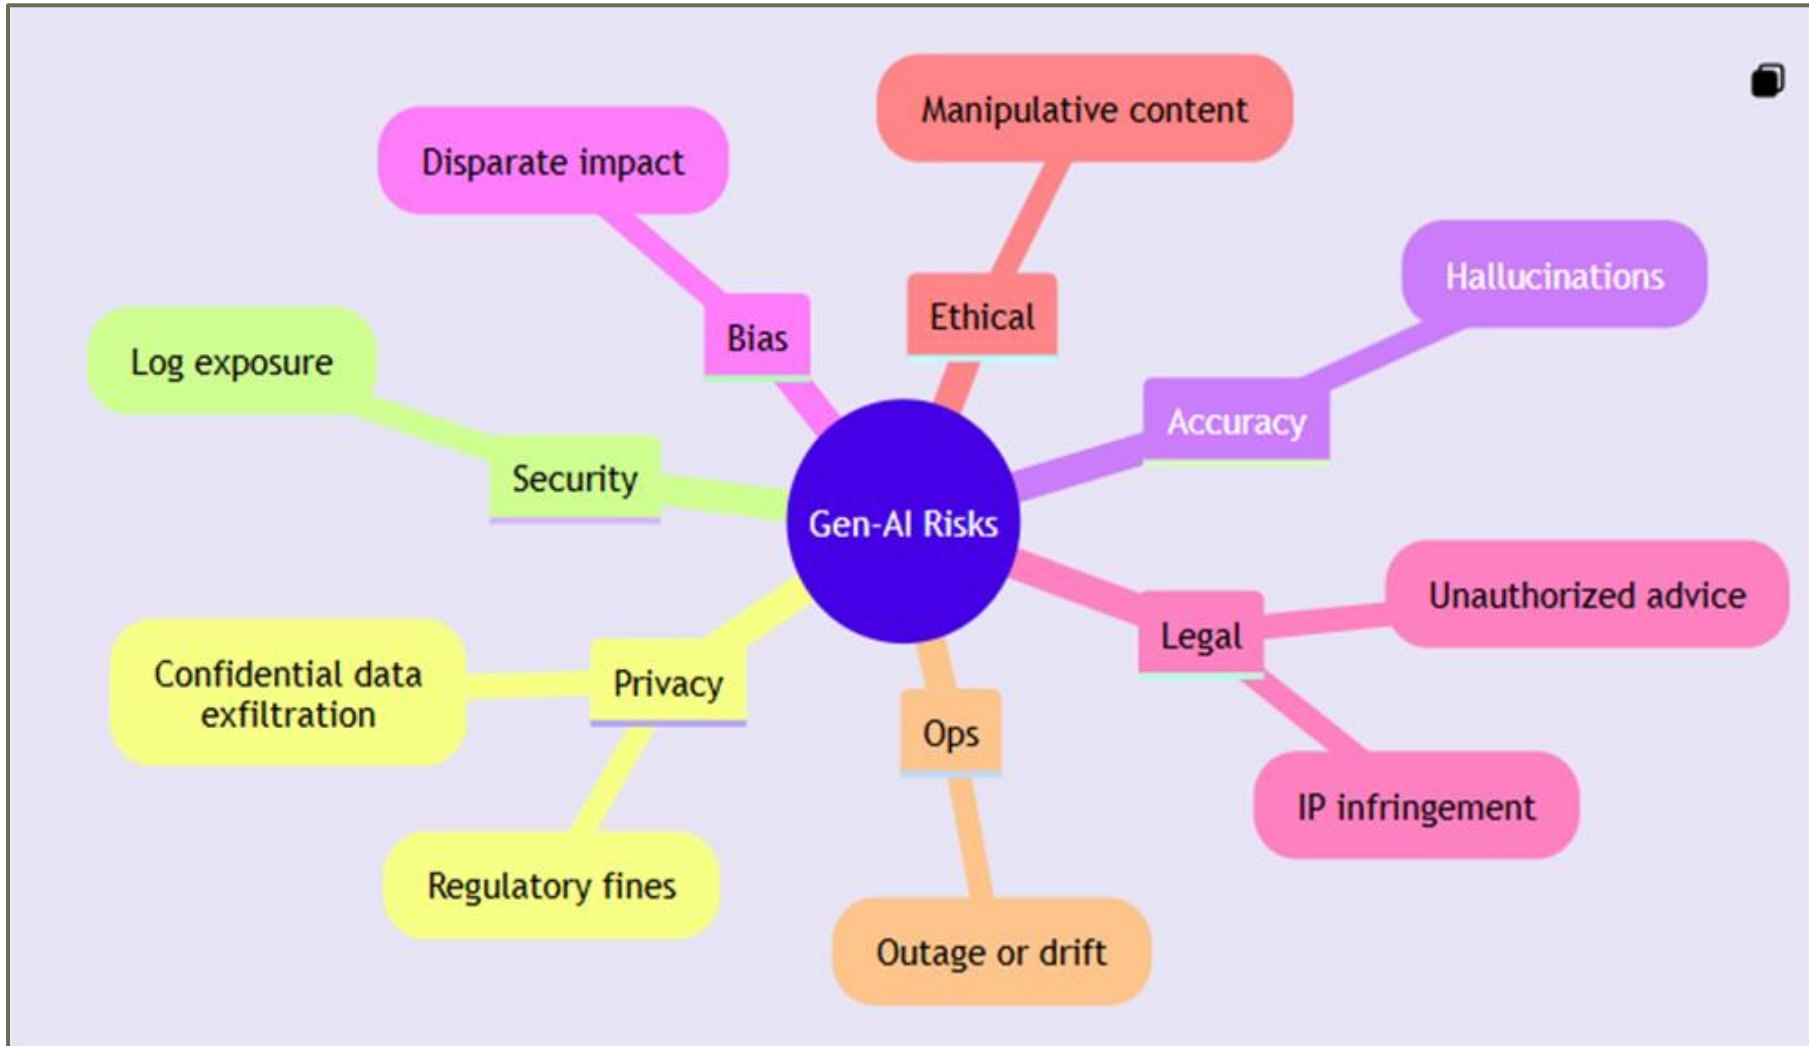 Manipulative content
Disparate impact
Hallucinations
Ethical
Bias
Log exposure
Accuracy
Security
Gen-AI Risks
Unauthorized advice
Legal
Confidential data
exfiltration
Privacy
Ops
IP infringement
Regulatory fines
Outage or drift